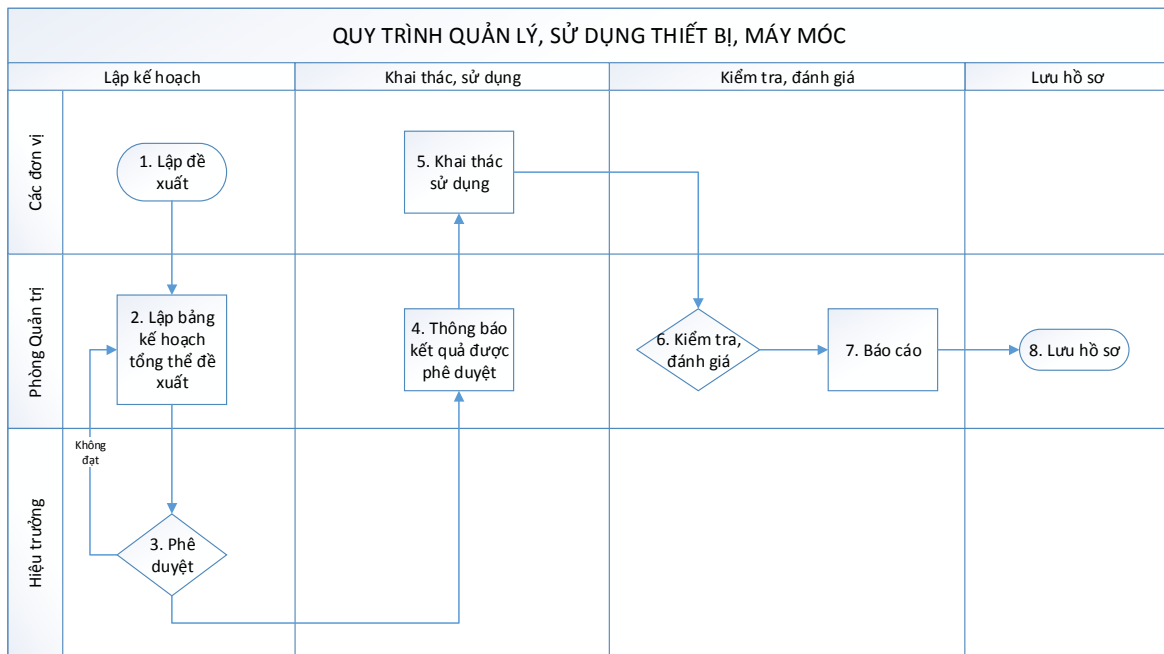 QUY TRÌNH QUẢN LÝ, SỬ DỤNG THIẾT BỊ, MÁY MÓC
Lập kế hoạch
Khai thác, sử dụng
Kiểm tra, đánh giá
Lưu hồ sơ
Các đơn vị
1. Lập đề
xuất
5. Khai thác
sử dụng
Phòng Quản trị
2. Lập bảng
kế hoạch
tổng thể đề
xuất
4. Thông báo
kết quả được
phê duyệt
6. Kiểm tra,
đánh giá
7. Báo cáo
8. Lưu hồ sơ
Không
đạt
Hiệu trưởng
3. Phê
duyệt